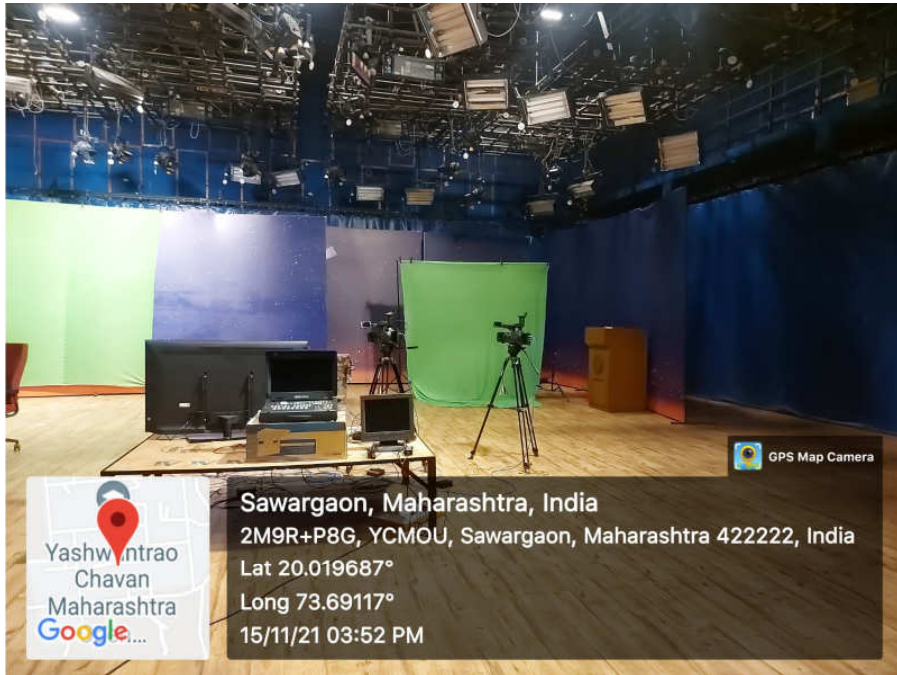 GPS Map Camera
Sawargaon, Maharashtra, India
2M9R+P8G, YCMOU, Sawargaon, Maharashtra 422222, India
Lat 20.019687°
Long 73.69117°
15/11/21 03:52 PM
Yashwantrao
Chavan
Maharashtra
Google